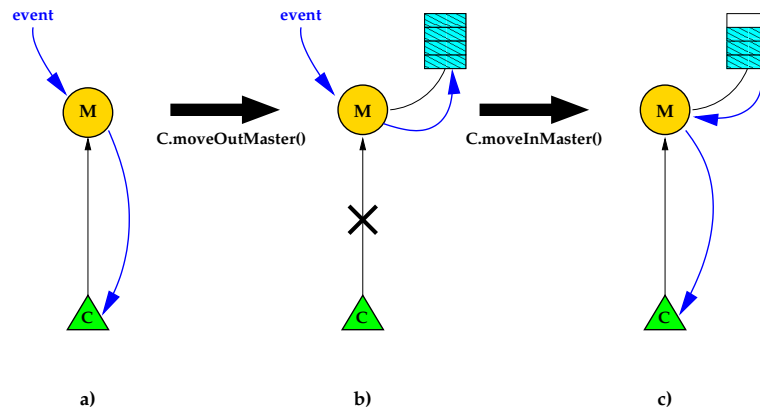 event
event
M
M
M
C.moveOutMaster()
C.moveInMaster()
C
C
C
a)
b)
c)